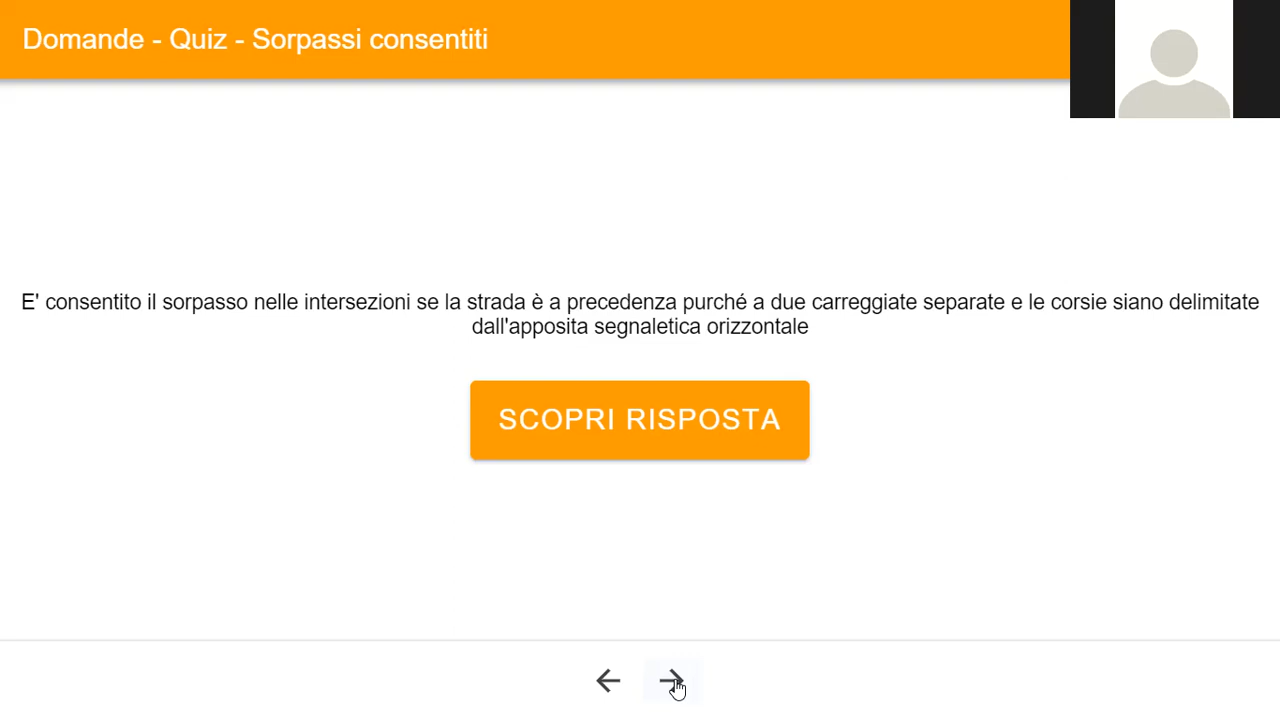 Domande - Quiz - Sorpassi consentiti
E' consentito il sorpasso nelle intersezioni se la strada è a precedenza purché a due carreggiate separate e le corsie siano delimitate
dall'apposita segnaletica orizzontale
SCOPRI RISPOSTA